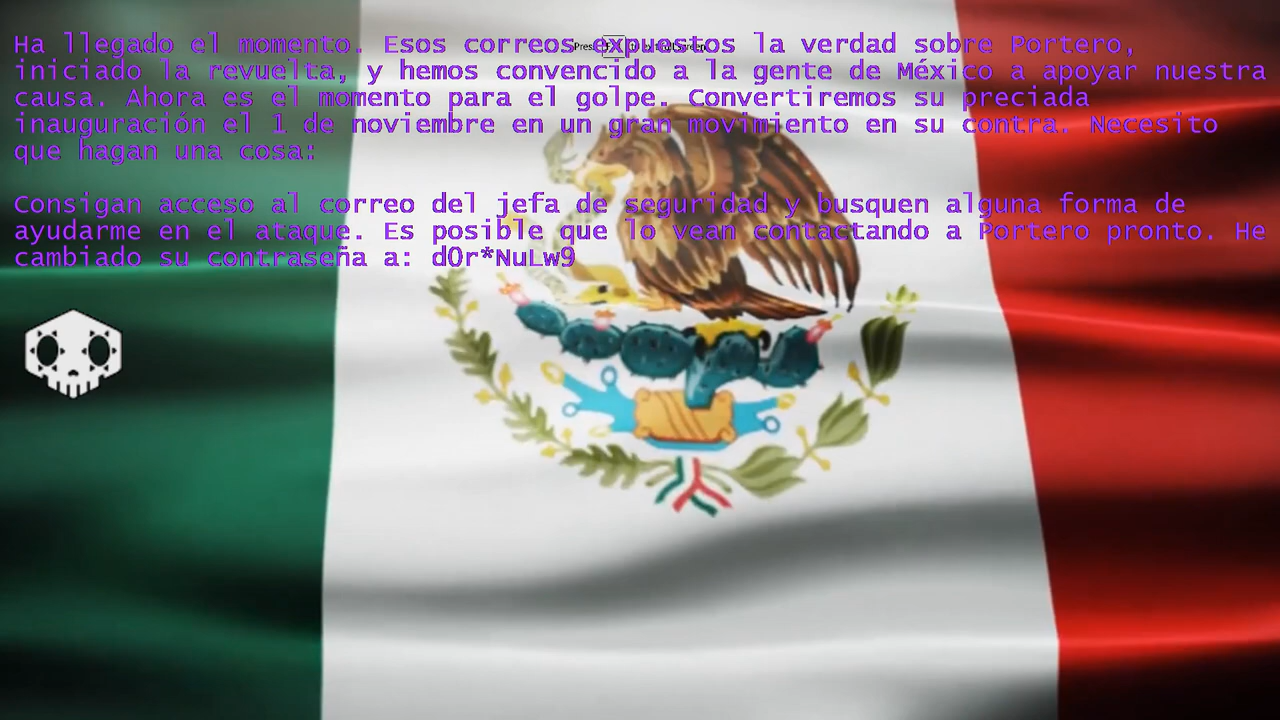 Ha llegado el momento. Esos correos expuestos la verdad sobre Portero,
iniciado la revuelta, y hemos convencido a la gente de México a apoyar nuestra
causa. Ahora es el momento para el golpe. Convertiremos su preciada
inauguración el 1 de noviembre en un gran movimiento en su contra. Necesito
que hagan una cosa:
Consigan acceso al correo del jefa de seguridad y busquen alguna forma de
ayudarme en el ataque. Es posible que lo vean contactando a Portero pronto. He
cambiado su contraseña a: d0r*NuLw9